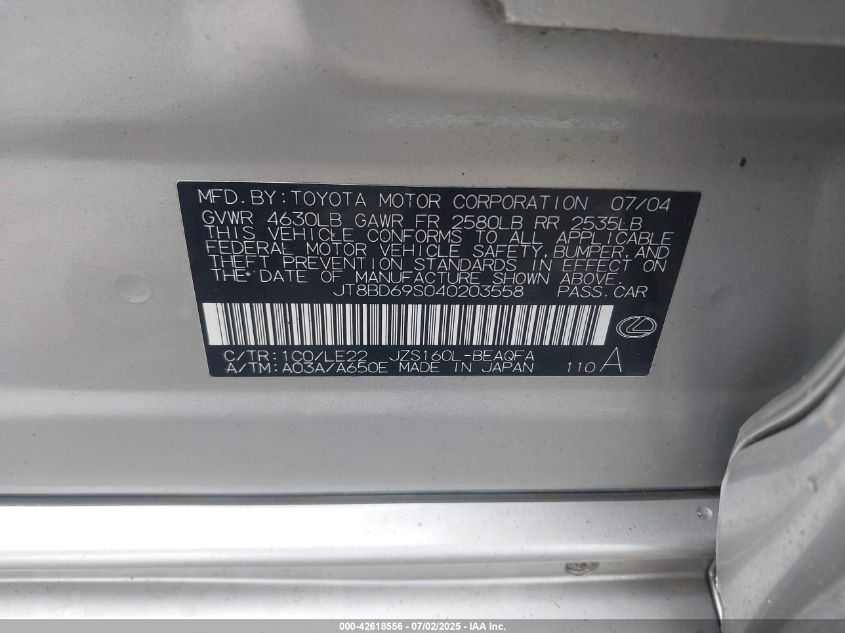 MFD. BY: TOYOTA MOTOR CORPORATION 07/04
GVWR 4630LB GAWR FR 2580LB RR 2535LB
THIS VEHICLE CONFORMS TO ALL APPLICABLE
FEDERAL MOTOR VEHICLE SAFETY, BUMPER, AND
THEFT PREVENTION STANDARDS IN EFFECT ON
THE DATE OF MANUFACTURE SHOWN ABOVE.
JT8BD69S040203558 PASS. CAR
C/TR: 1C0/LE22 JZS160L-BEAQFA
A/TM: A03A/A650E MADE IN JAPAN 110 A
000-42618556 - 07/02/2025 - IAA Inc.